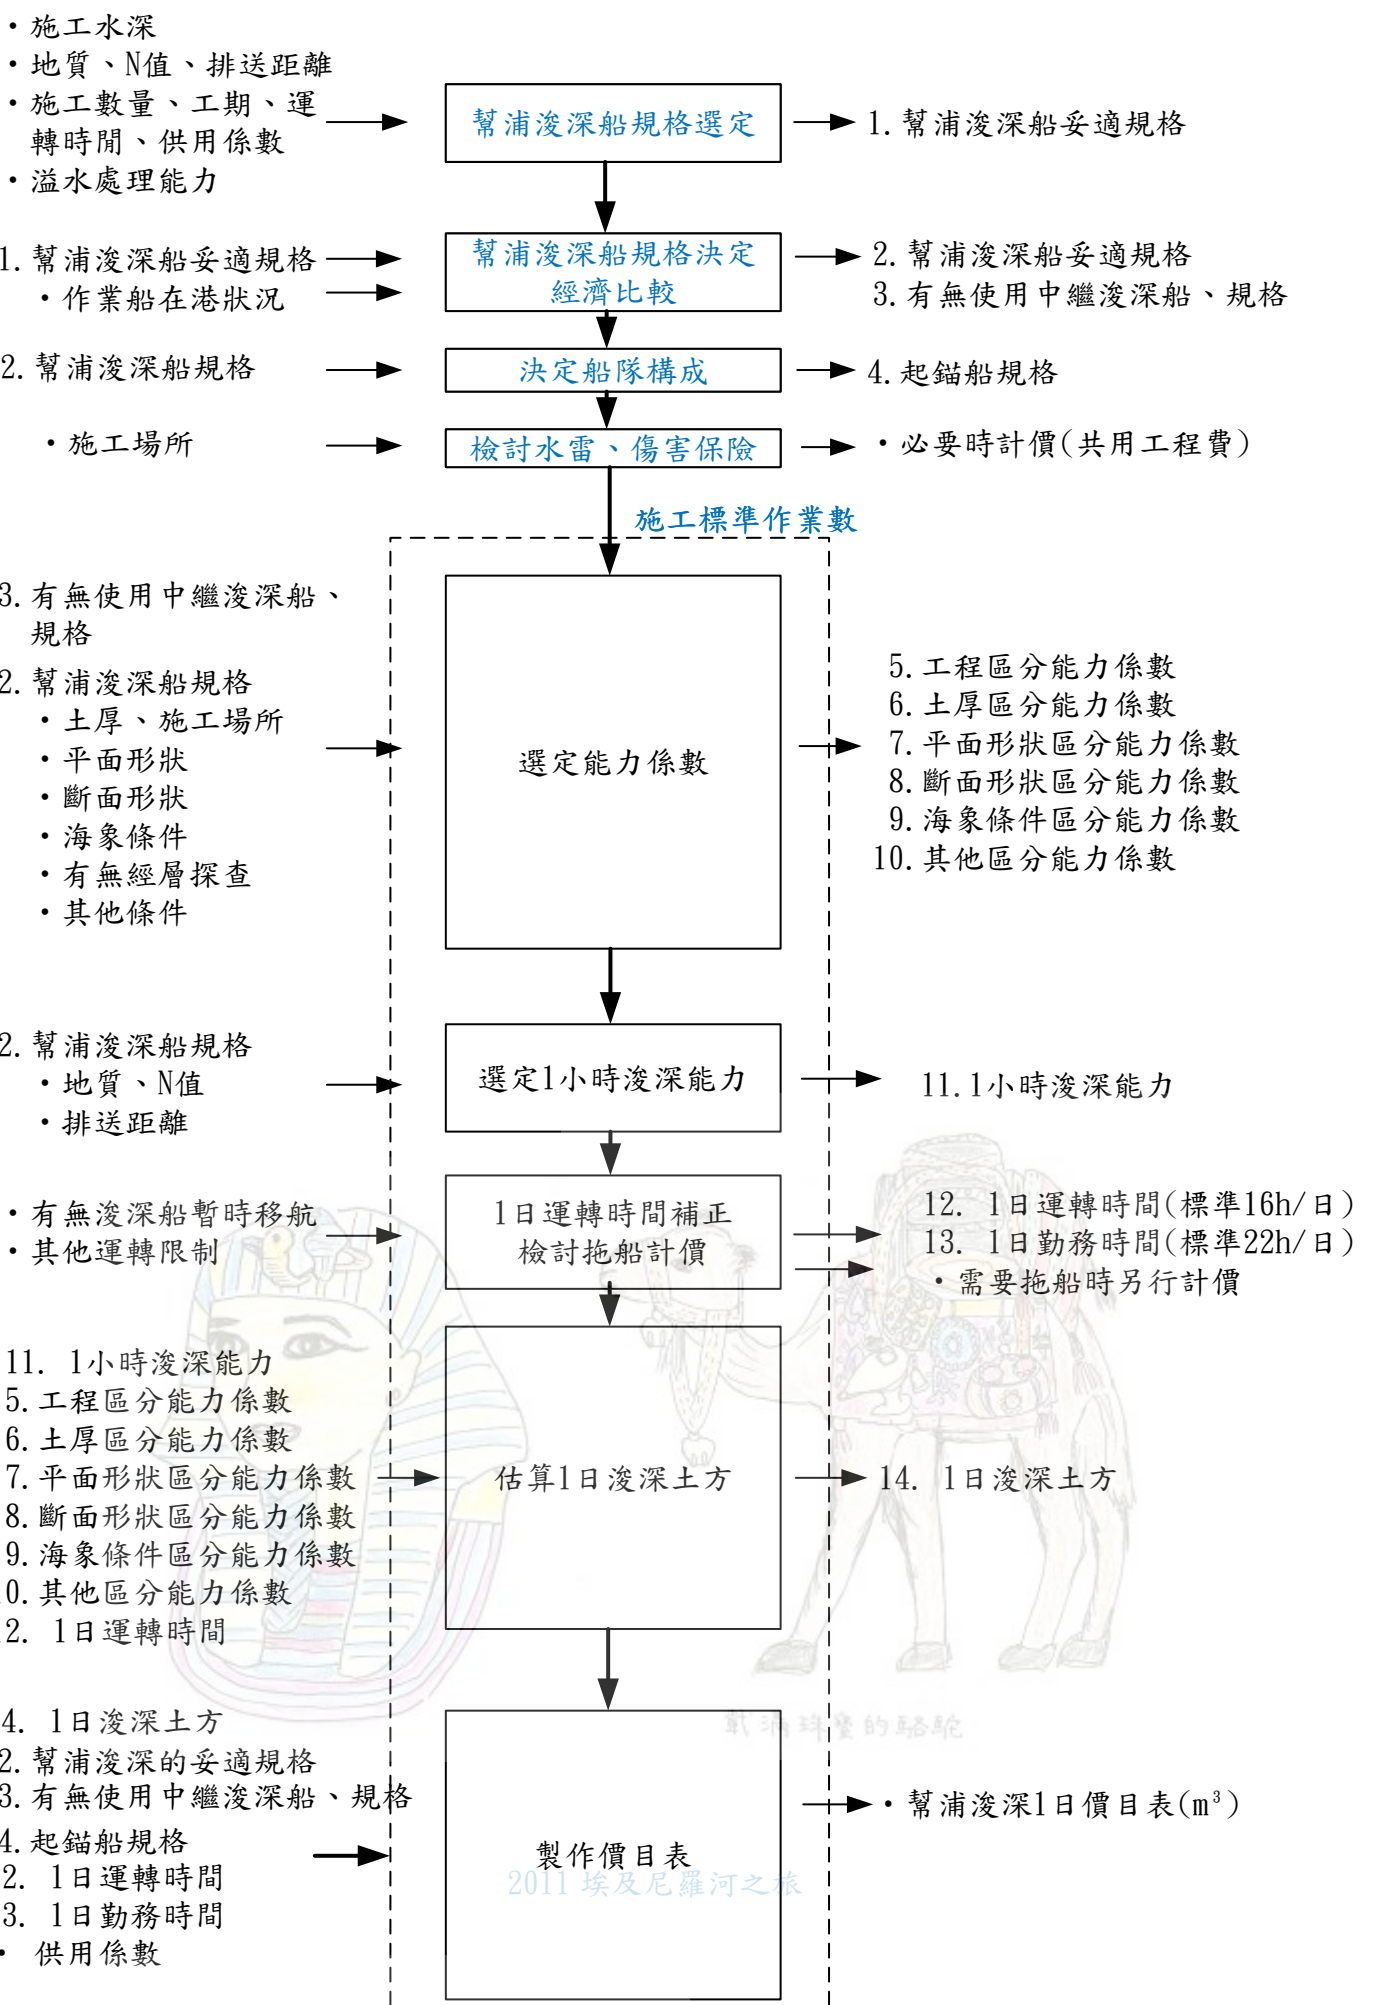 ・施工水深
・地質、N值、排送距離
・施工數量、工期、運
轉時間、供用係數
・溢水處理能力
幫浦浚深船規格選定
1.幫浦浚深船妥適規格
1.幫浦浚深船妥適規格
・作業船在港狀況
幫浦浚深船規格決定
經濟比較
2.幫浦浚深船妥適規格
3.有無使用中繼浚深船、規格
2.幫浦浚深船規格
決定船隊構成
4.起錨船規格
・施工場所
檢討水雷、傷害保險
・必要時計價(共用工程費)
施工標準作業數
3.有無使用中繼浚深船、
規格
2.幫浦浚深船規格
・土厚、施工場所
・平面形狀
・斷面形狀
・海象條件
・有無經層探查
・其他條件
選定能力係數
5.工程區分能力係數
6.土厚區分能力係數
7.平面形狀區分能力係數
8.斷面形狀區分能力係數
9.海象條件區分能力係數
10.其他區分能力係數
2.幫浦浚深船規格
・地質、N值
・排送距離
選定1小時浚深能力
11.1小時浚深能力
・有無浚深船暫時移航
・其他運轉限制
1日運轉時間補正
檢討拖船計價
12. 1日運轉時間(標準16h/日)
13. 1日勤務時間(標準22h/日)
・需要拖船時另行計價
11. 1小時浚深能力
5.工程區分能力係數
6.土厚區分能力係數
7.平面形狀區分能力係數
8.斷面形狀區分能力係數
9.海象條件區分能力係數
0.其他區分能力係數
2. 1日運轉時間
估算1日浚深土方
14. 1日浚深土方
4. 1日浚深土方
2.幫浦浚深的妥適規格
3.有無使用中繼浚深船、規格
4.起錨船規格
2. 1日運轉時間
3. 1日勤務時間
・ 供用係數
製作價目表
2011 埃及尼羅河之旅
・幫浦浚深1日價目表(m³)
載滿珠寶的駱駝